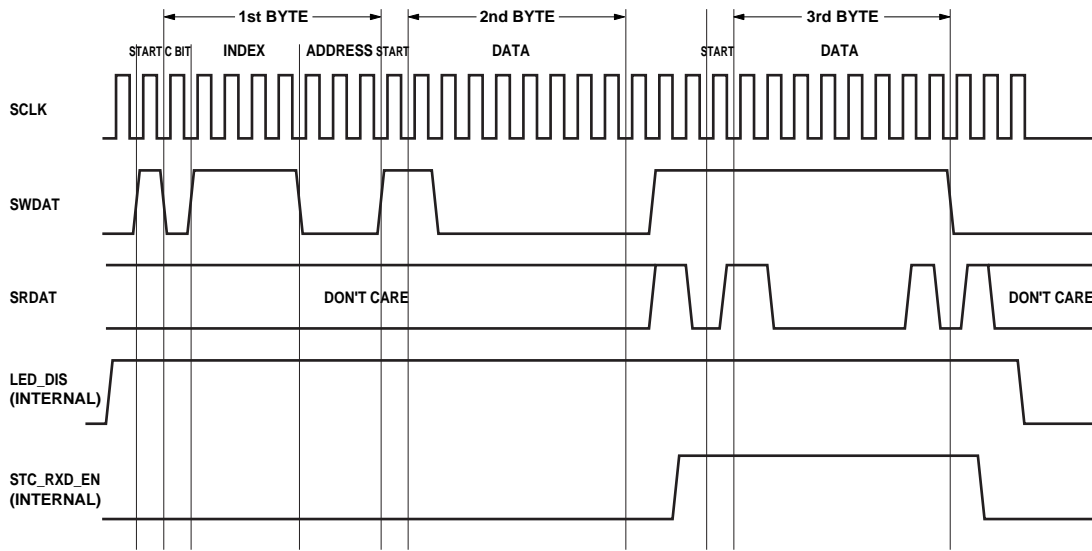 1st BYTE 2nd BYTE 3rd BYTE
START C BIT INDEX ADDRESS START DATA START DATA
SCLK
SWDAT
SRDAT DON'T CARE DON'T CARE
LED_DIS
(INTERNAL)
STC_RXD_EN
(INTERNAL)